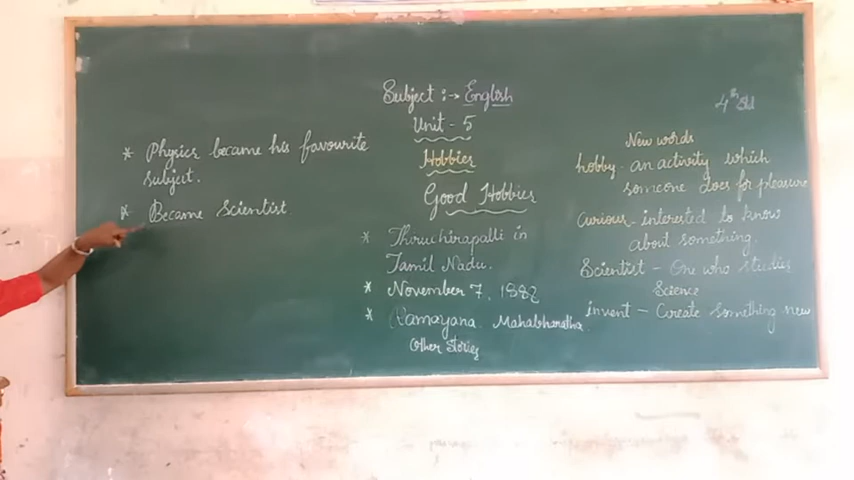 Subject :→ English
4th Std
Unit - 5
Hobbies
Good Hobbies
* Physics became his favourite
subject.
* Became Scientist.
* Thiruchirapalli in
Tamil Nadu.
* November 7, 1882
* Ramayana. Mahabharatha
Other Stories
New words
hobby - an activity which
someone does for pleasure
Curious - interested to know
about something.
Scientist - One who studies
Science
invent - Create something new